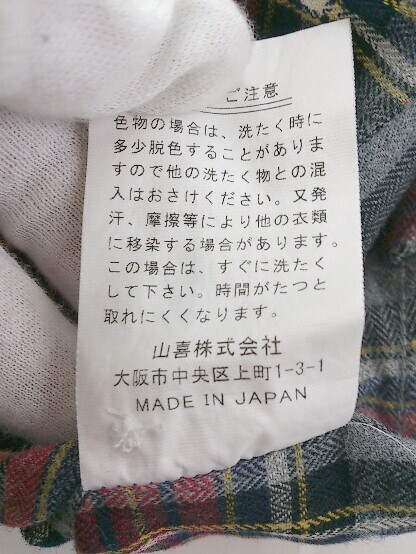 ご注意
色物の場合は、洗たく時に
多少脱色することがありま
すので他の洗たく物との混
入はおさけください。又発
汗、摩擦等により他の衣類
に移染する場合があります。
この場合は、すぐに洗たく
して下さい。時間がたつと
取れにくくなります。
山喜株式会社
大阪市中央区上町1-3-1
MADE IN JAPAN